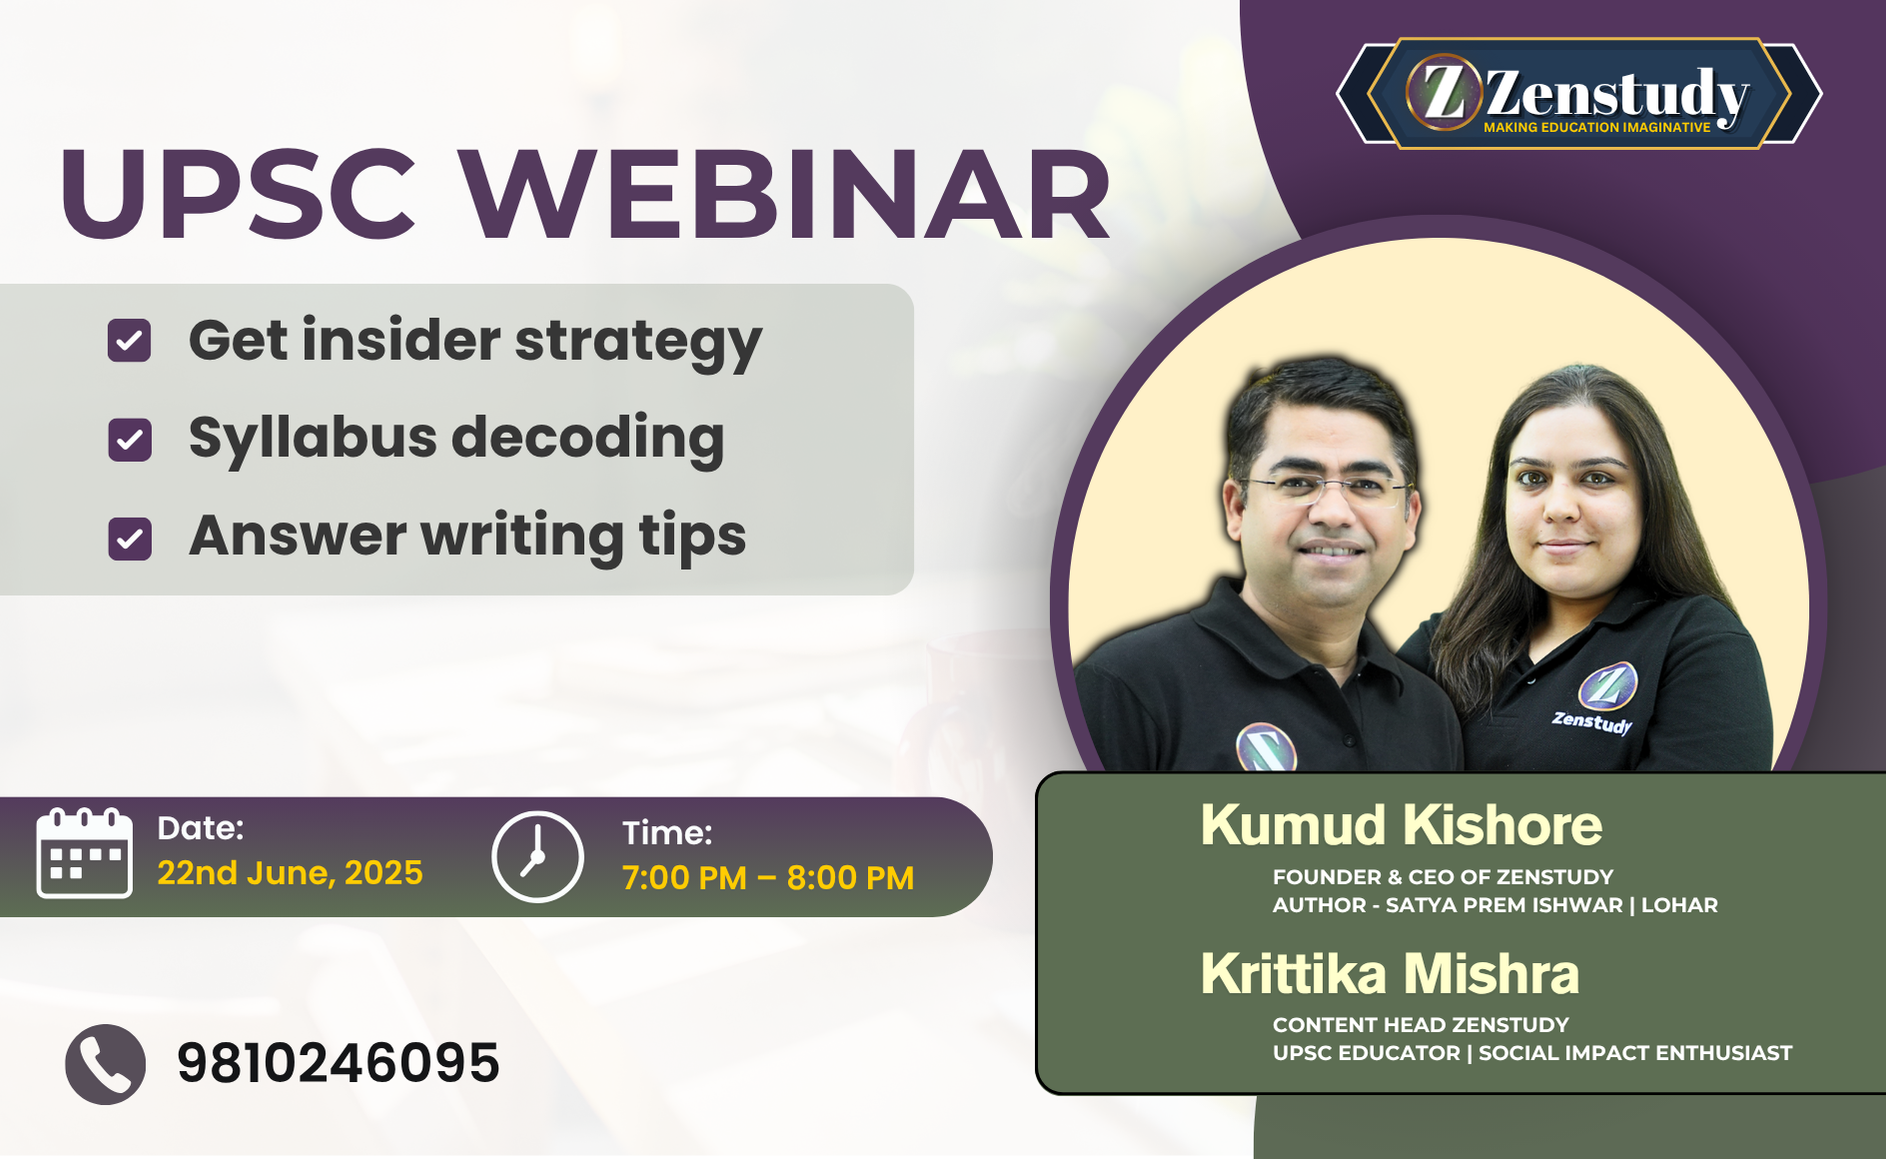 Z Zenstudy
MAKING EDUCATION IMAGINATIVE
UPSC WEBINAR
Get insider strategy
Syllabus decoding
Answer writing tips
Z
Zenstudy
Date:
22nd June, 2025
Time:
7:00 PM – 8:00 PM
9810246095
Kumud Kishore
FOUNDER & CEO OF ZENSTUDY
AUTHOR - SATYA PREM ISHWAR | LOHAR
Krittika Mishra
CONTENT HEAD ZENSTUDY
UPSC EDUCATOR | SOCIAL IMPACT ENTHUSIAST